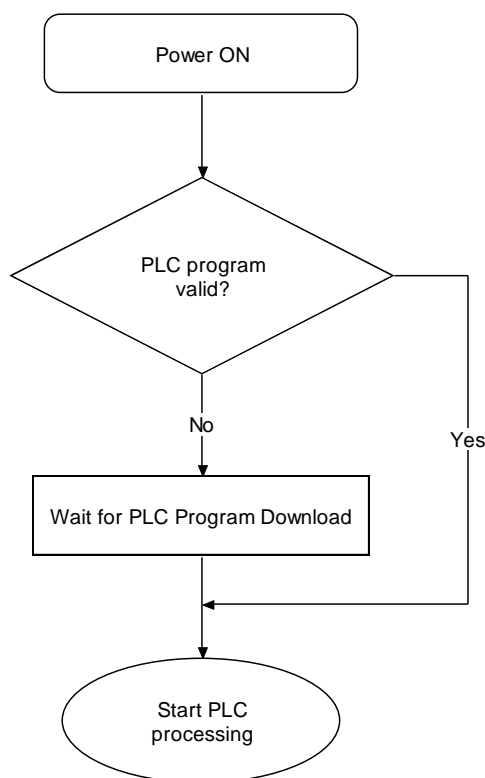 Power ON
PLC program
valid?
No
Yes
Wait for PLC Program Download
Start PLC
processing